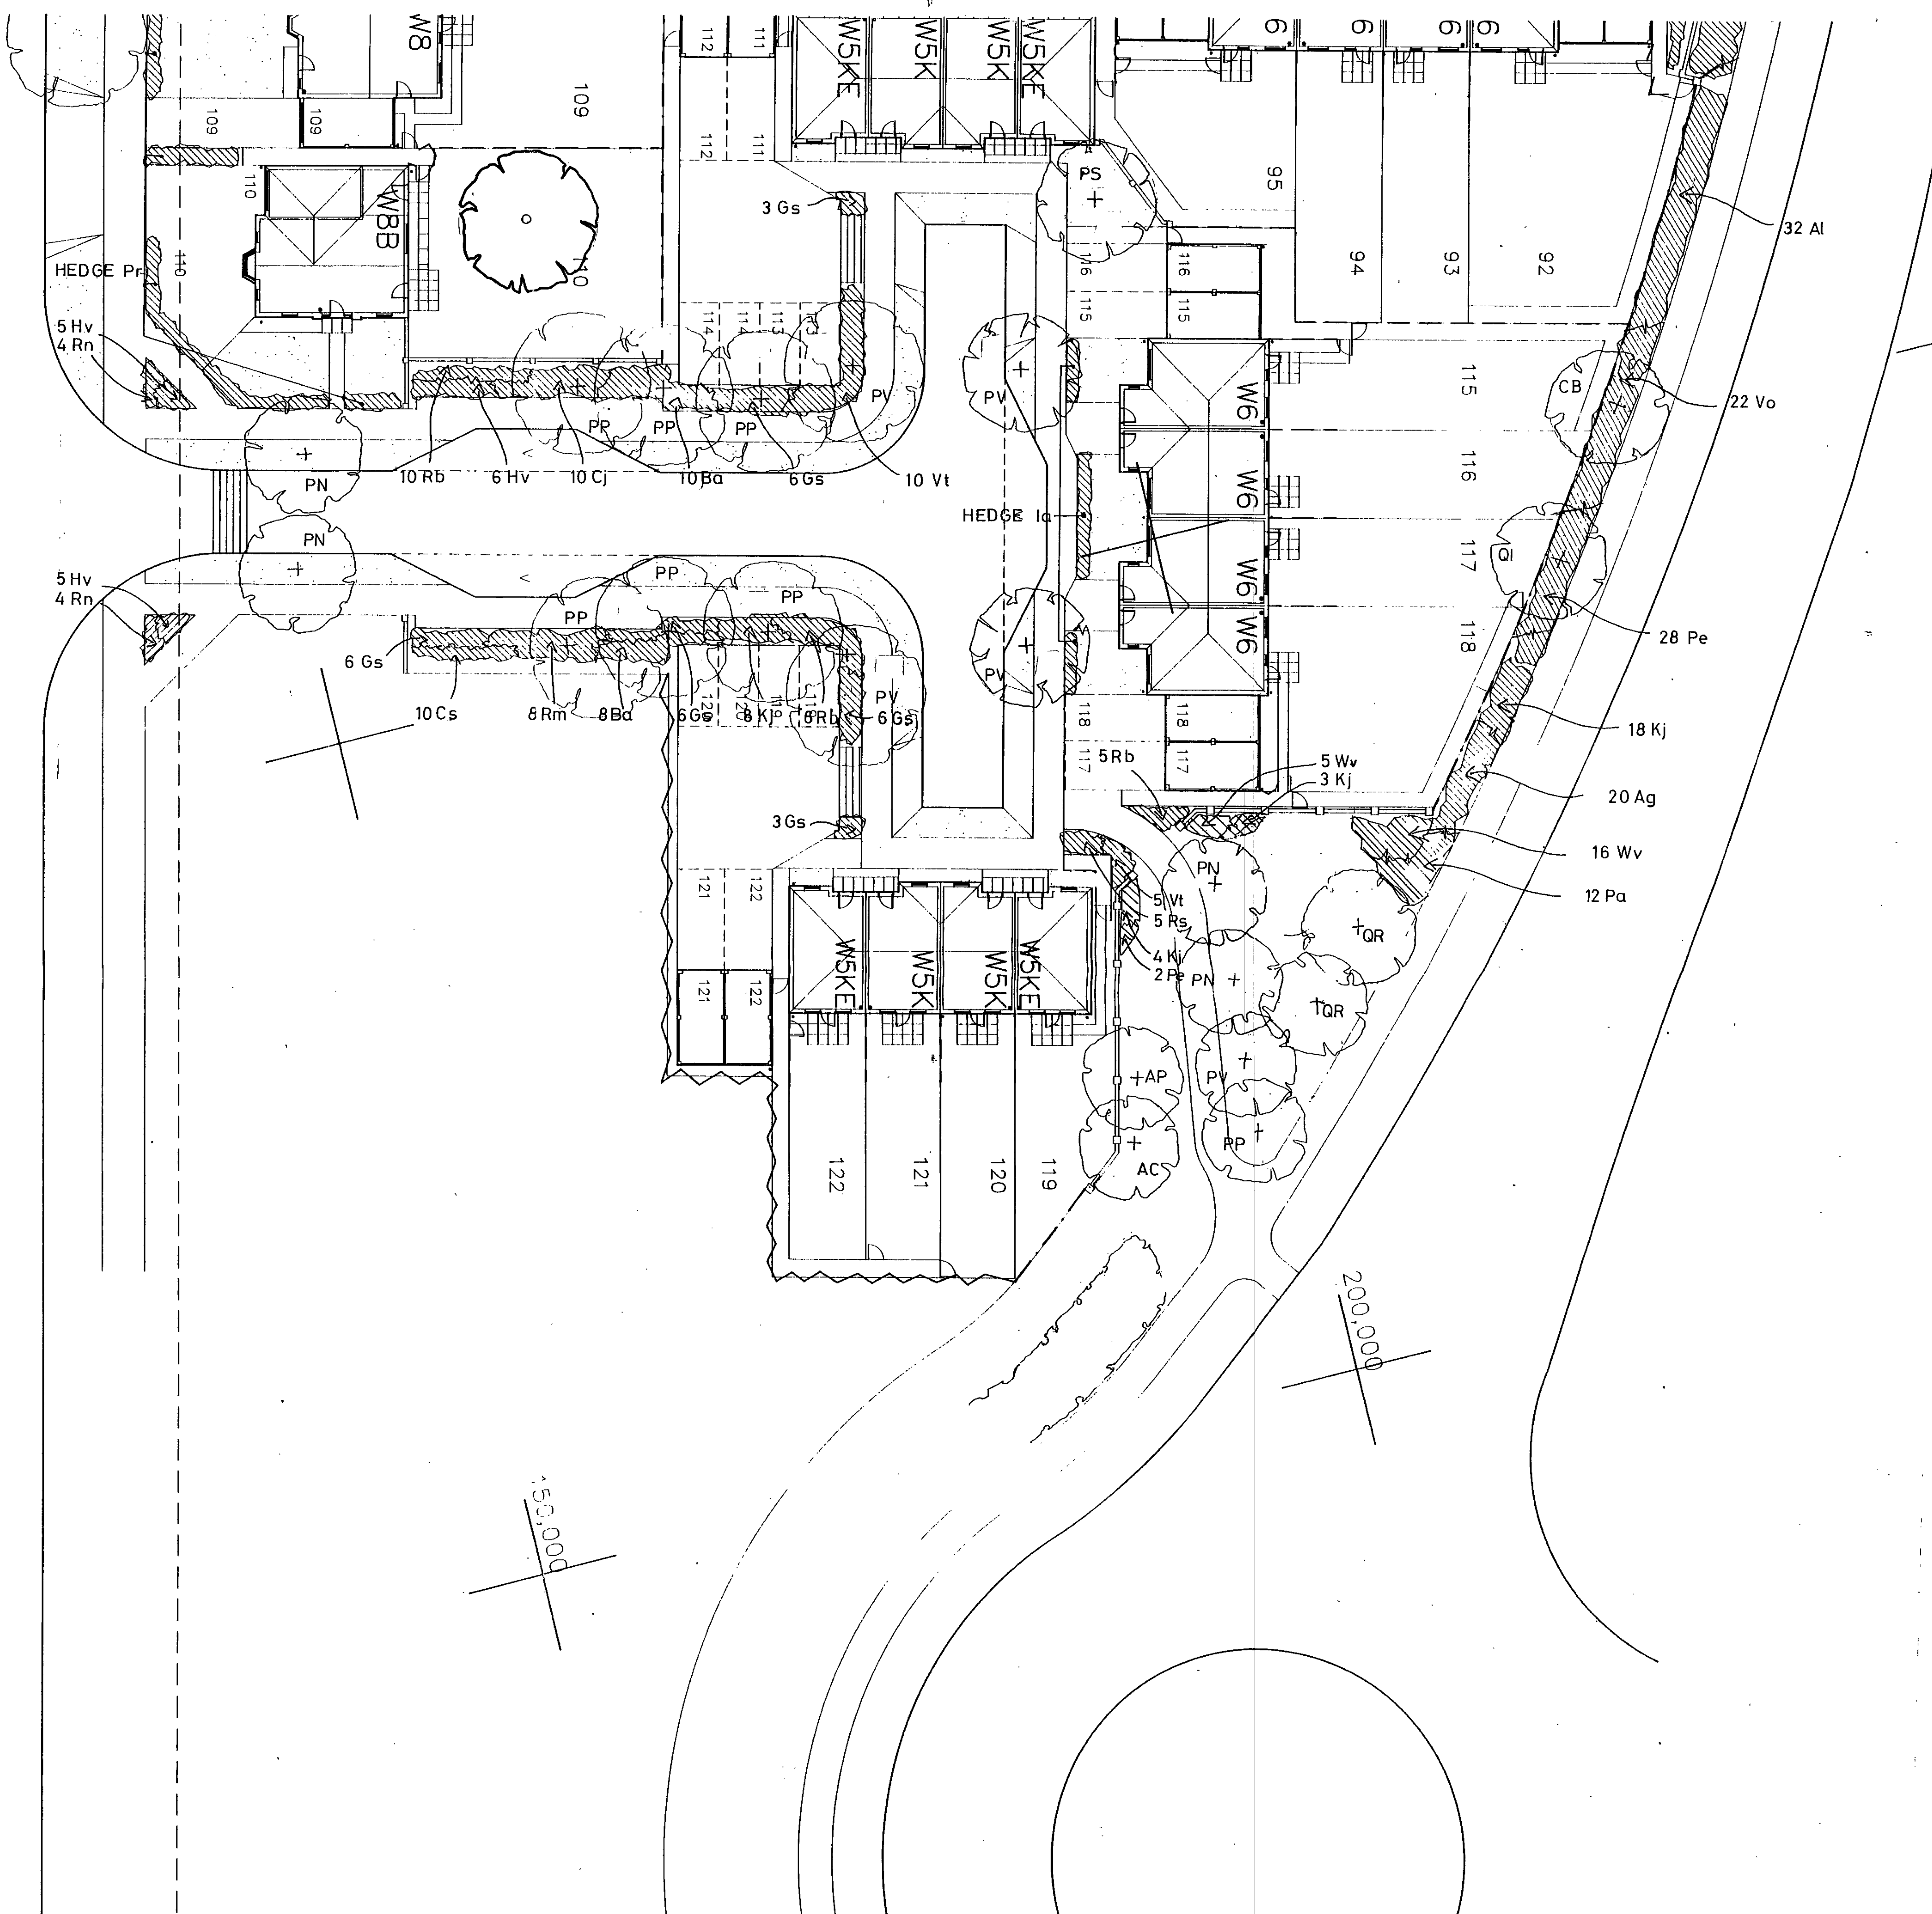 W8
112
111
W5KE
W5K
W5K
W5KE
6
6
6
6
109
109
109
112
111
110
W8B
110
110
3 Gs
PS
95
94
93
92
32 Al
HEDGE Pr
116
116
115
115
5 Hv
4 Rn
114
114
113
113
PV
PV
PP
PP
PP
10 Rb
6 Hv
10 Cj
10 Ba
6 Gs
10 Vt
PN
PN
HEDGE Ia
W6
W6
W6
W6
115
116
117
118
CB
22 Vo
QI
28 Pe
18 Kj
20 Ag
16 Wv
12 Pa
5 Hv
4 Rn
PP
PP
PP
6 Gs
10 Cs
8 Rm
8 Ba
6 Gs
8 Kj
8 Rb
6 Gs
PV
PV
120
120
119
119
118
118
117
117
5 Rb
5 Wv
3 Kj
3 Gs
PN
QR
5 Vt
5 Rs
4 Kj
2 Pe
PN
QR
121
122
121
122
W5KE
W5K
W5K
W5KE
AP
PV
AC
PP
122
121
120
119
200,000
150,000